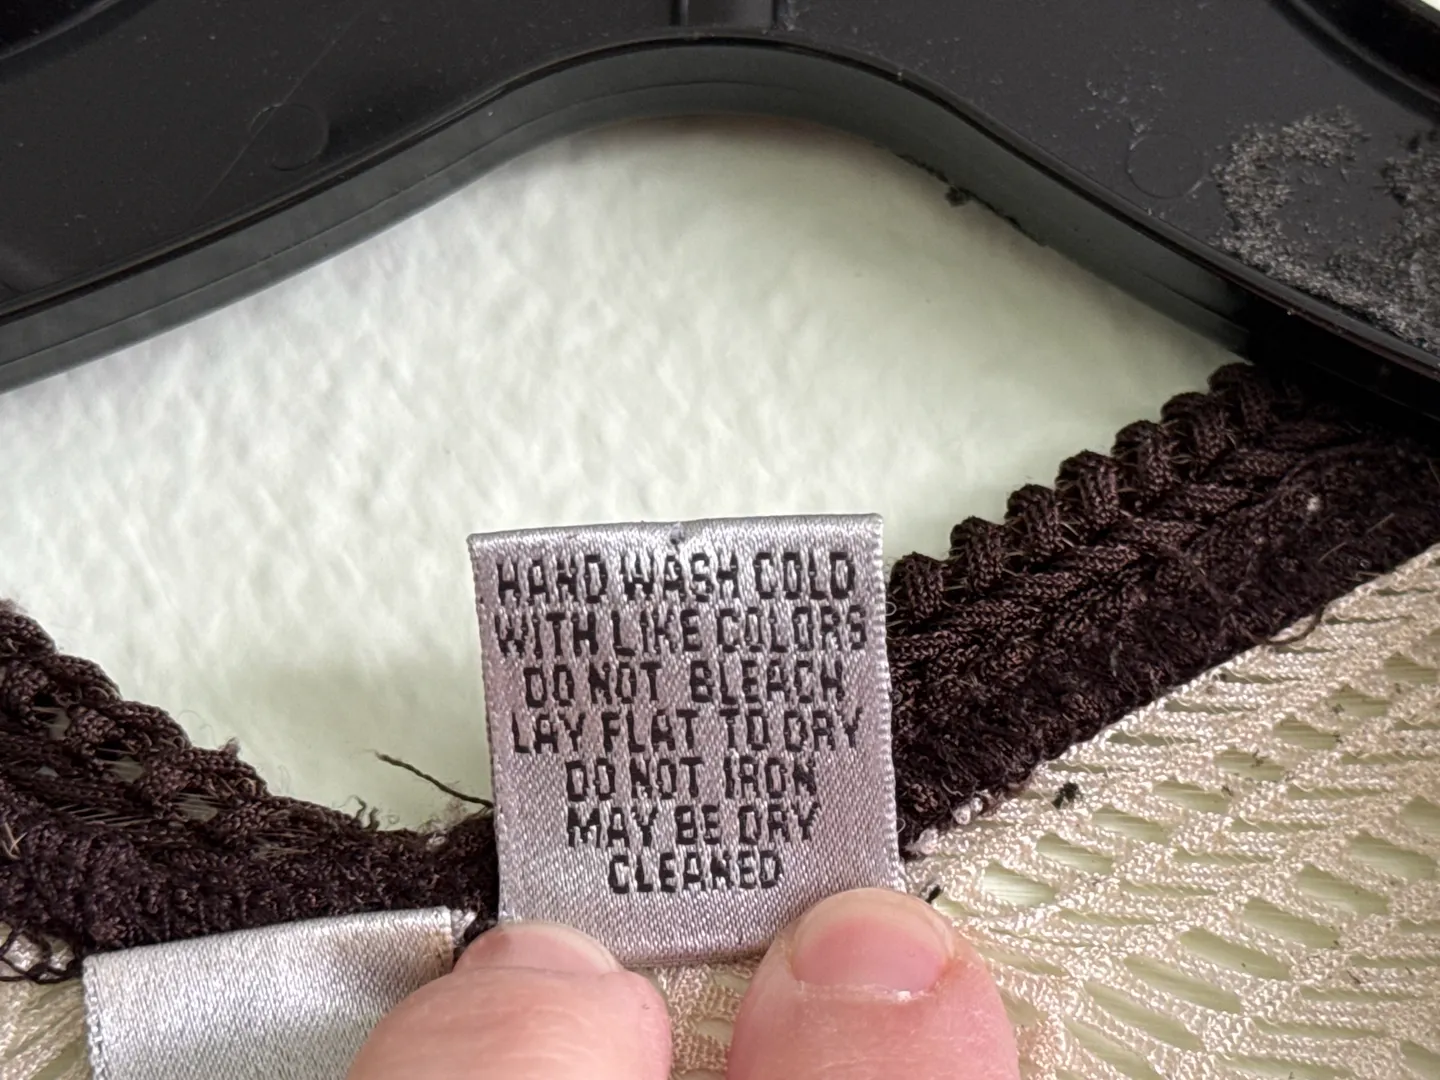 HAND WASH COLD
WITH LIKE COLORS
DO NOT BLEACH
LAY FLAT TO DRY
DO NOT IRON
MAY BE DRY
CLEANED